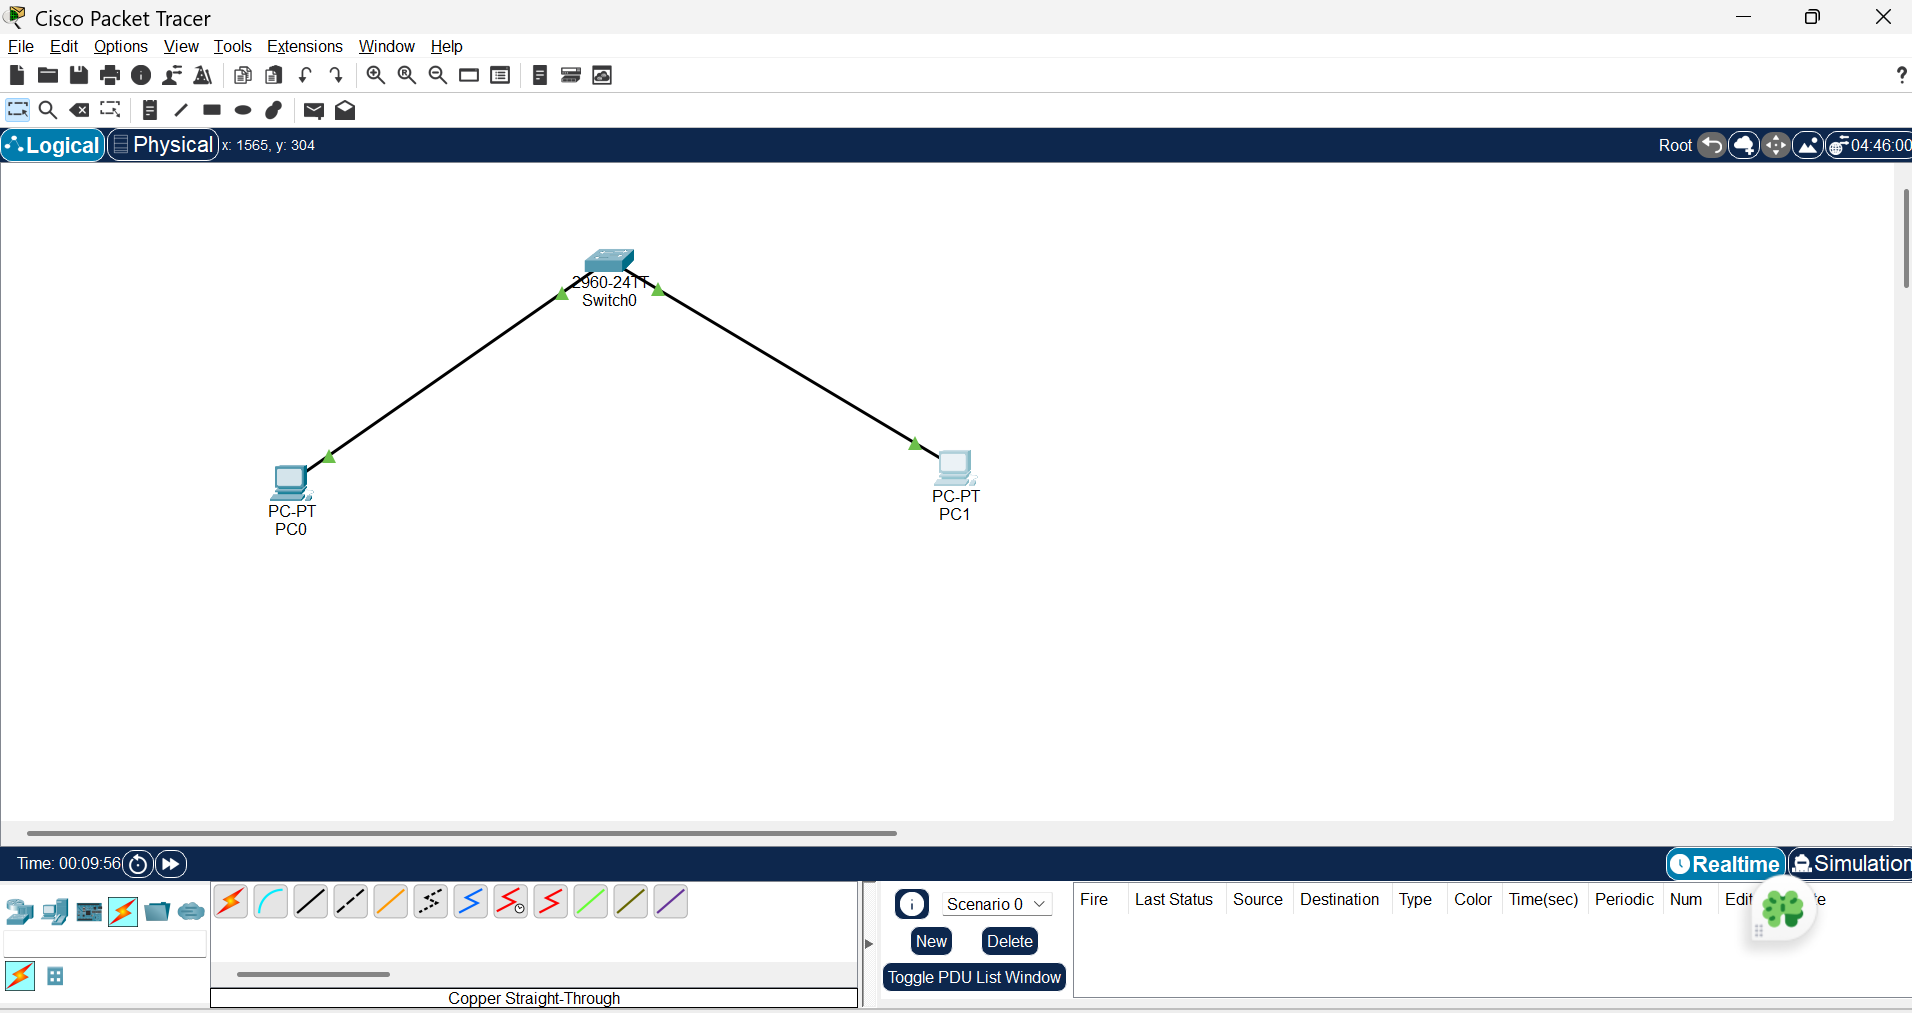 Cisco Packet Tracer
File Edit Options View Tools Extensions Window Help
?
Logical Physical x: 1565, y: 304 Root 04:46:00
2960-24TT
Switch0
PC-PT
PC0
PC-PT
PC1
Time: 00:09:56 Realtime Simulation
Scenario 0
New Delete
Toggle PDU List Window
Fire Last Status Source Destination Type Color Time(sec) Periodic Num Edit
Copper Straight-Through